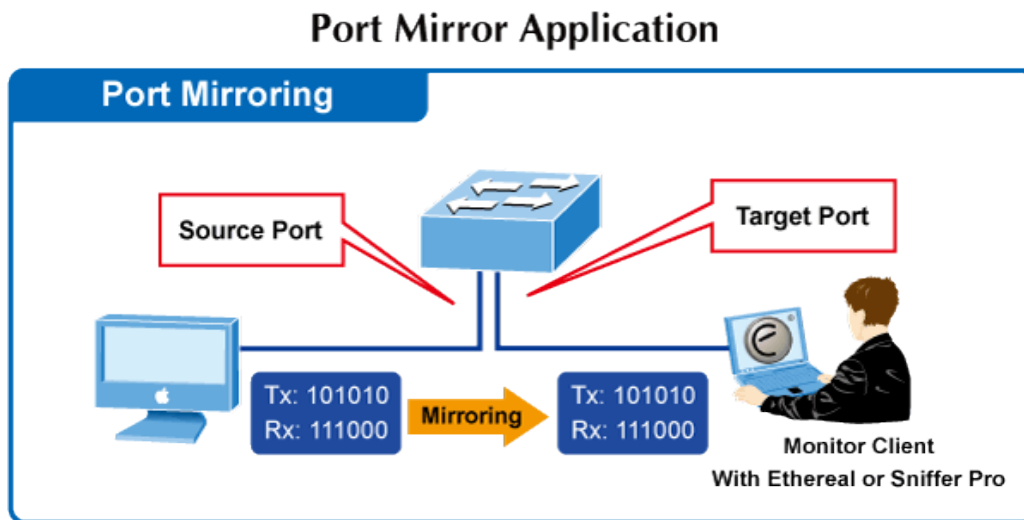 Port Mirror Application
Port Mirroring
Source Port
Target Port
Tx: 101010
Rx: 111000
Mirroring
Tx: 101010
Rx: 111000
Monitor Client
With Ethereal or Sniffer Pro